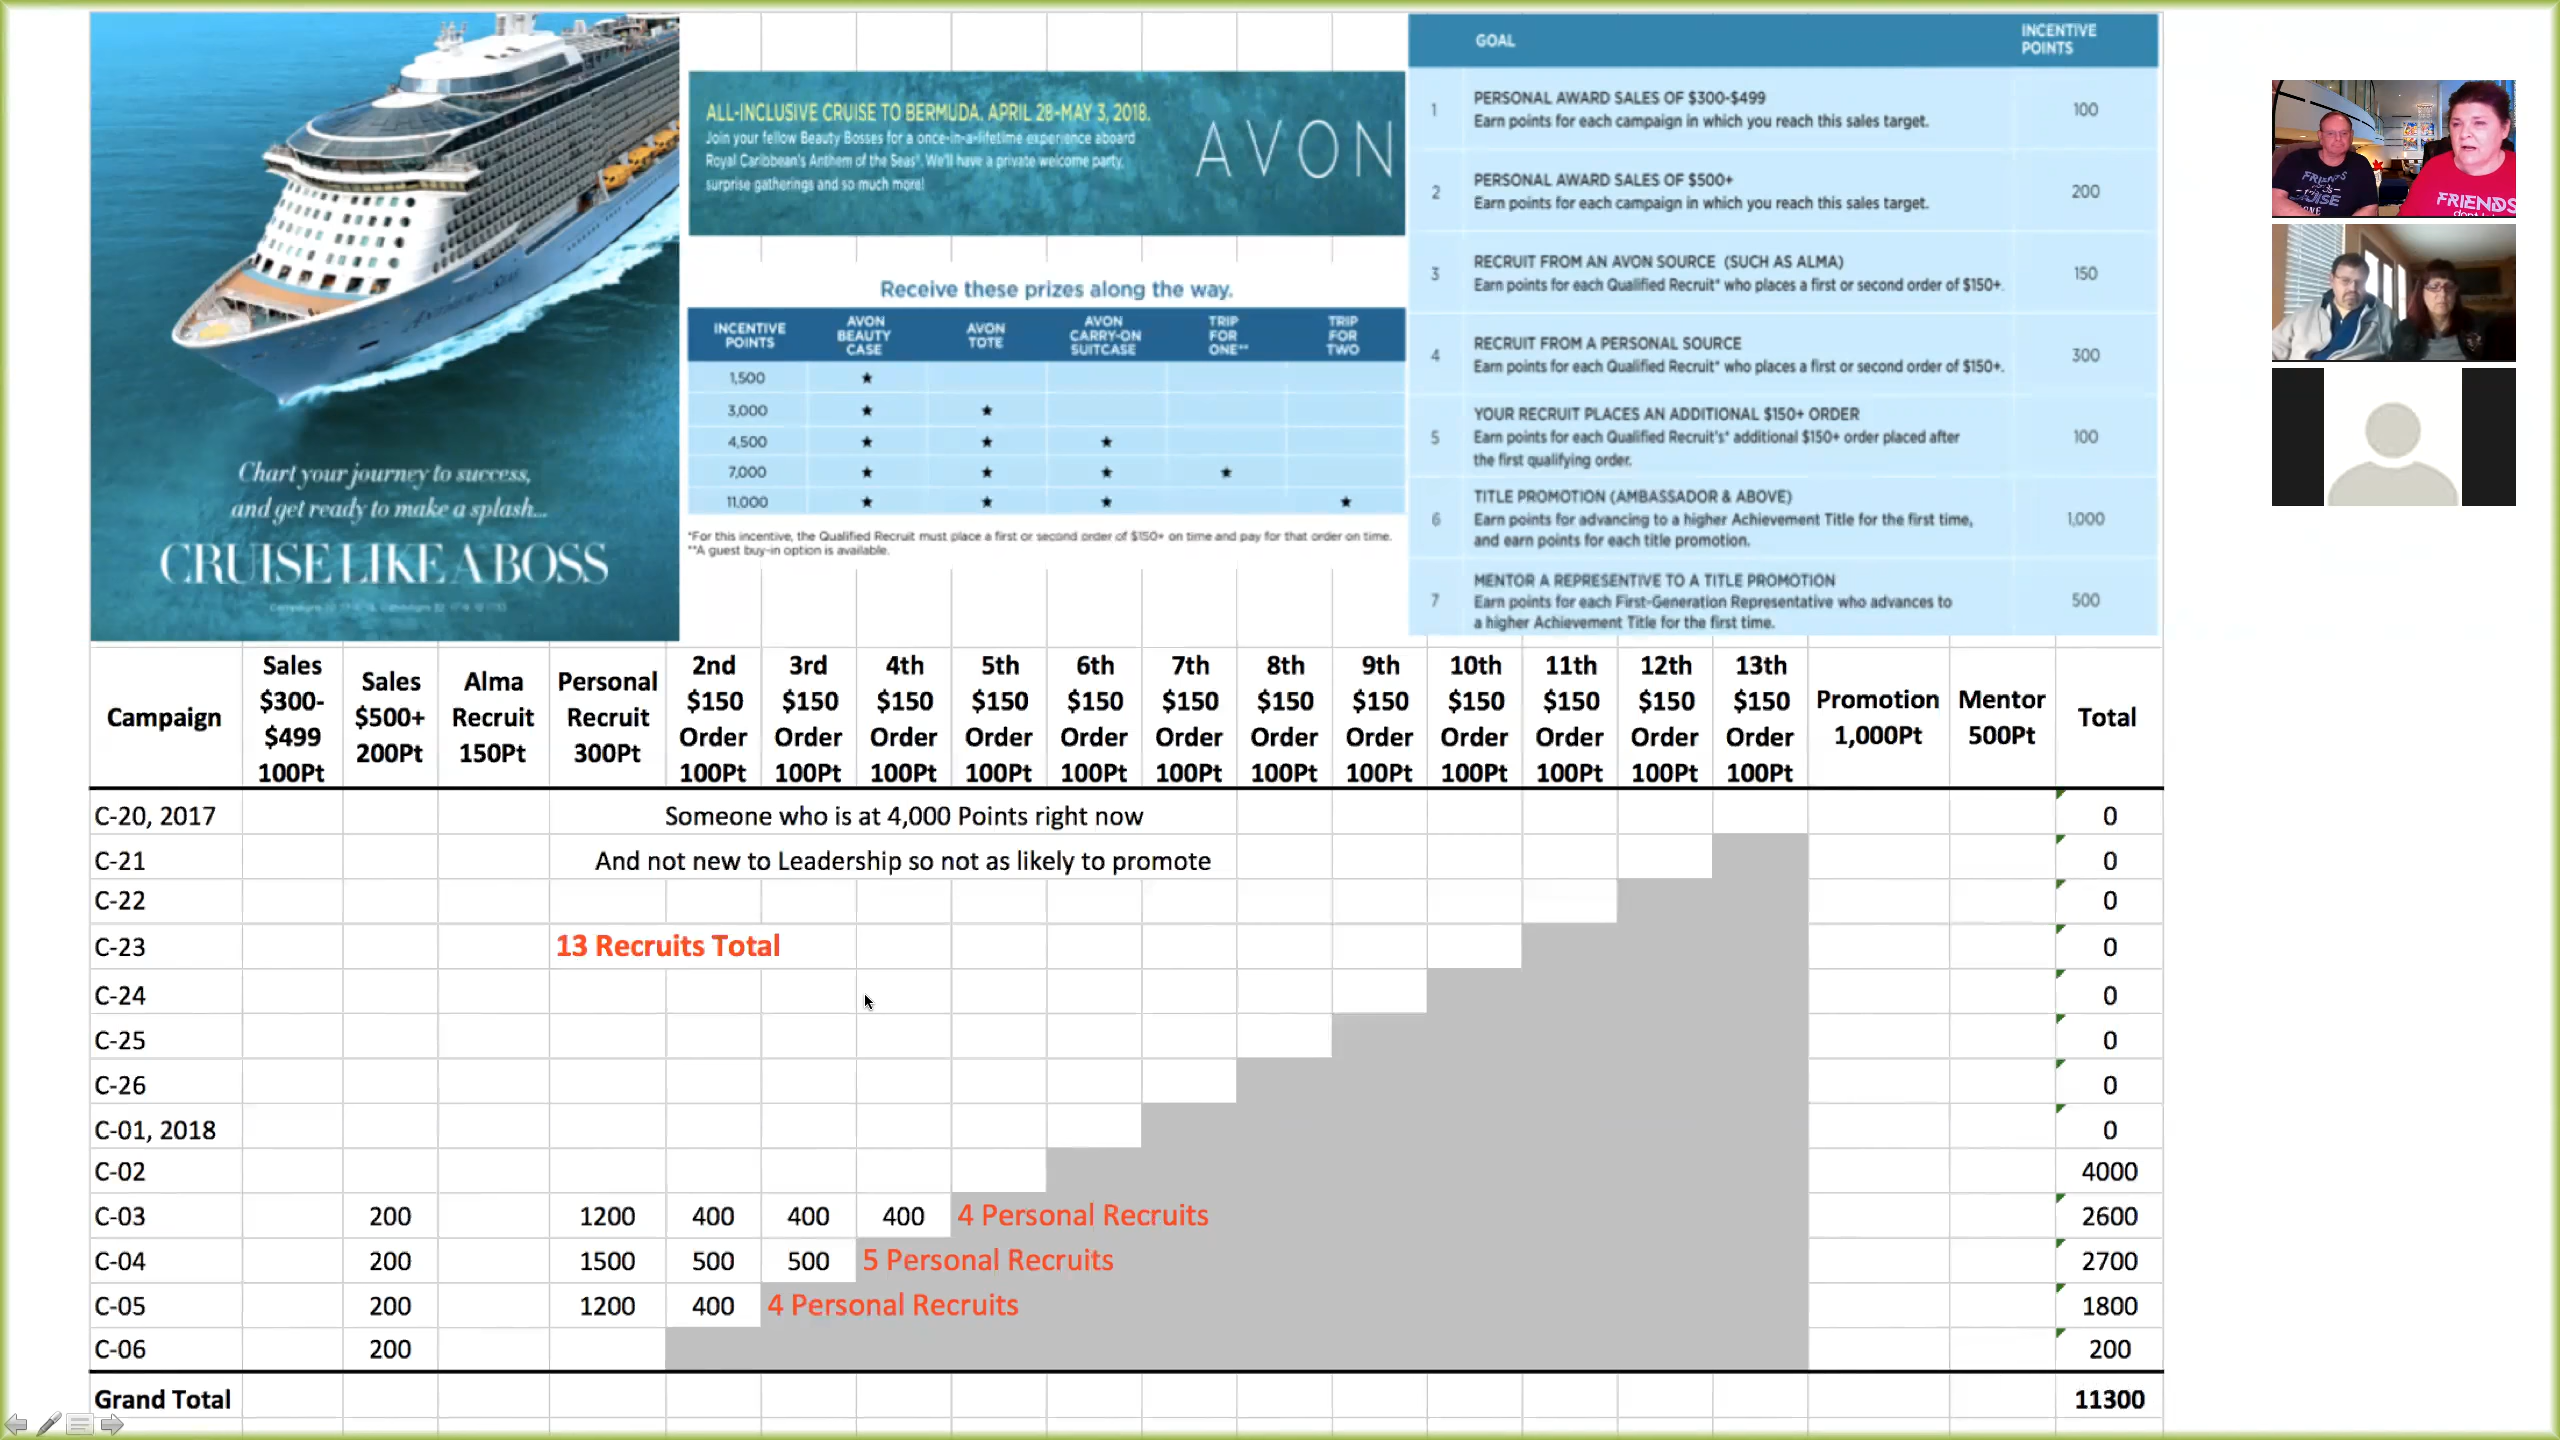 Chart your journey to success,
and get ready to make a splash...
CRUISE LIKE A BOSS
ALL-INCLUSIVE CRUISE TO BERMUDA. APRIL 28-MAY 3, 2018.
Join your fellow Beauty Bosses for a once-in-a-lifetime experience aboard
Royal Caribbean's Anthem of the Seas®. We'll have a private welcome party,
surprise gatherings and so much more!
AVON
Receive these prizes along the way.
INCENTIVE POINTS AVON BEAUTY CASE AVON TOTE AVON CARRY-ON SUITCASE TRIP FOR ONE** TRIP FOR TWO
1,500 ★
3,000 ★ ★
4,500 ★ ★ ★
7,000 ★ ★ ★ ★
11,000 ★ ★ ★ ★
*For this incentive, the Qualified Recruit must place a first or second order of $150+ on time and pay for that order on time.
**A guest buy-in option is available.
GOAL INCENTIVE POINTS
1 PERSONAL AWARD SALES OF $300-$499
Earn points for each campaign in which you reach this sales target. 100
2 PERSONAL AWARD SALES OF $500+
Earn points for each campaign in which you reach this sales target. 200
3 RECRUIT FROM AN AVON SOURCE (SUCH AS ALMA)
Earn points for each Qualified Recruit* who places a first or second order of $150+. 150
4 RECRUIT FROM A PERSONAL SOURCE
Earn points for each Qualified Recruit* who places a first or second order of $150+. 300
5 YOUR RECRUIT PLACES AN ADDITIONAL $150+ ORDER
Earn points for each Qualified Recruit's* additional $150+ order placed after
the first qualifying order. 100
6 TITLE PROMOTION (AMBASSADOR & ABOVE)
Earn points for advancing to a higher Achievement Title for the first time,
and earn points for each title promotion. 1,000
7 MENTOR A REPRESENTATIVE TO A TITLE PROMOTION
Earn points for each First-Generation Representative who advances to
a higher Achievement Title for the first time. 500
FRIENDS
CRUISE
FRIENDS
Campaign Sales $300-$499 100Pt Sales $500+ 200Pt Alma Recruit 150Pt Personal Recruit 300Pt 2nd $150 Order 100Pt 3rd $150 Order 100Pt 4th $150 Order 100Pt 5th $150 Order 100Pt 6th $150 Order 100Pt 7th $150 Order 100Pt 8th $150 Order 100Pt 9th $150 Order 100Pt 10th $150 Order 100Pt 11th $150 Order 100Pt 12th $150 Order 100Pt 13th $150 Order 100Pt Promotion 1,000Pt Mentor 500Pt Total
C-20, 2017 Someone who is at 4,000 Points right now 0
C-21 And not new to Leadership so not as likely to promote 0
C-22 0
C-23 13 Recruits Total 0
C-24 0
C-25 0
C-26 0
C-01, 2018 0
C-02 4000
C-03 200 1200 400 400 400 4 Personal Recruits 2600
C-04 200 1500 500 500 5 Personal Recruits 2700
C-05 200 1200 400 4 Personal Recruits 1800
C-06 200 200
Grand Total 11300